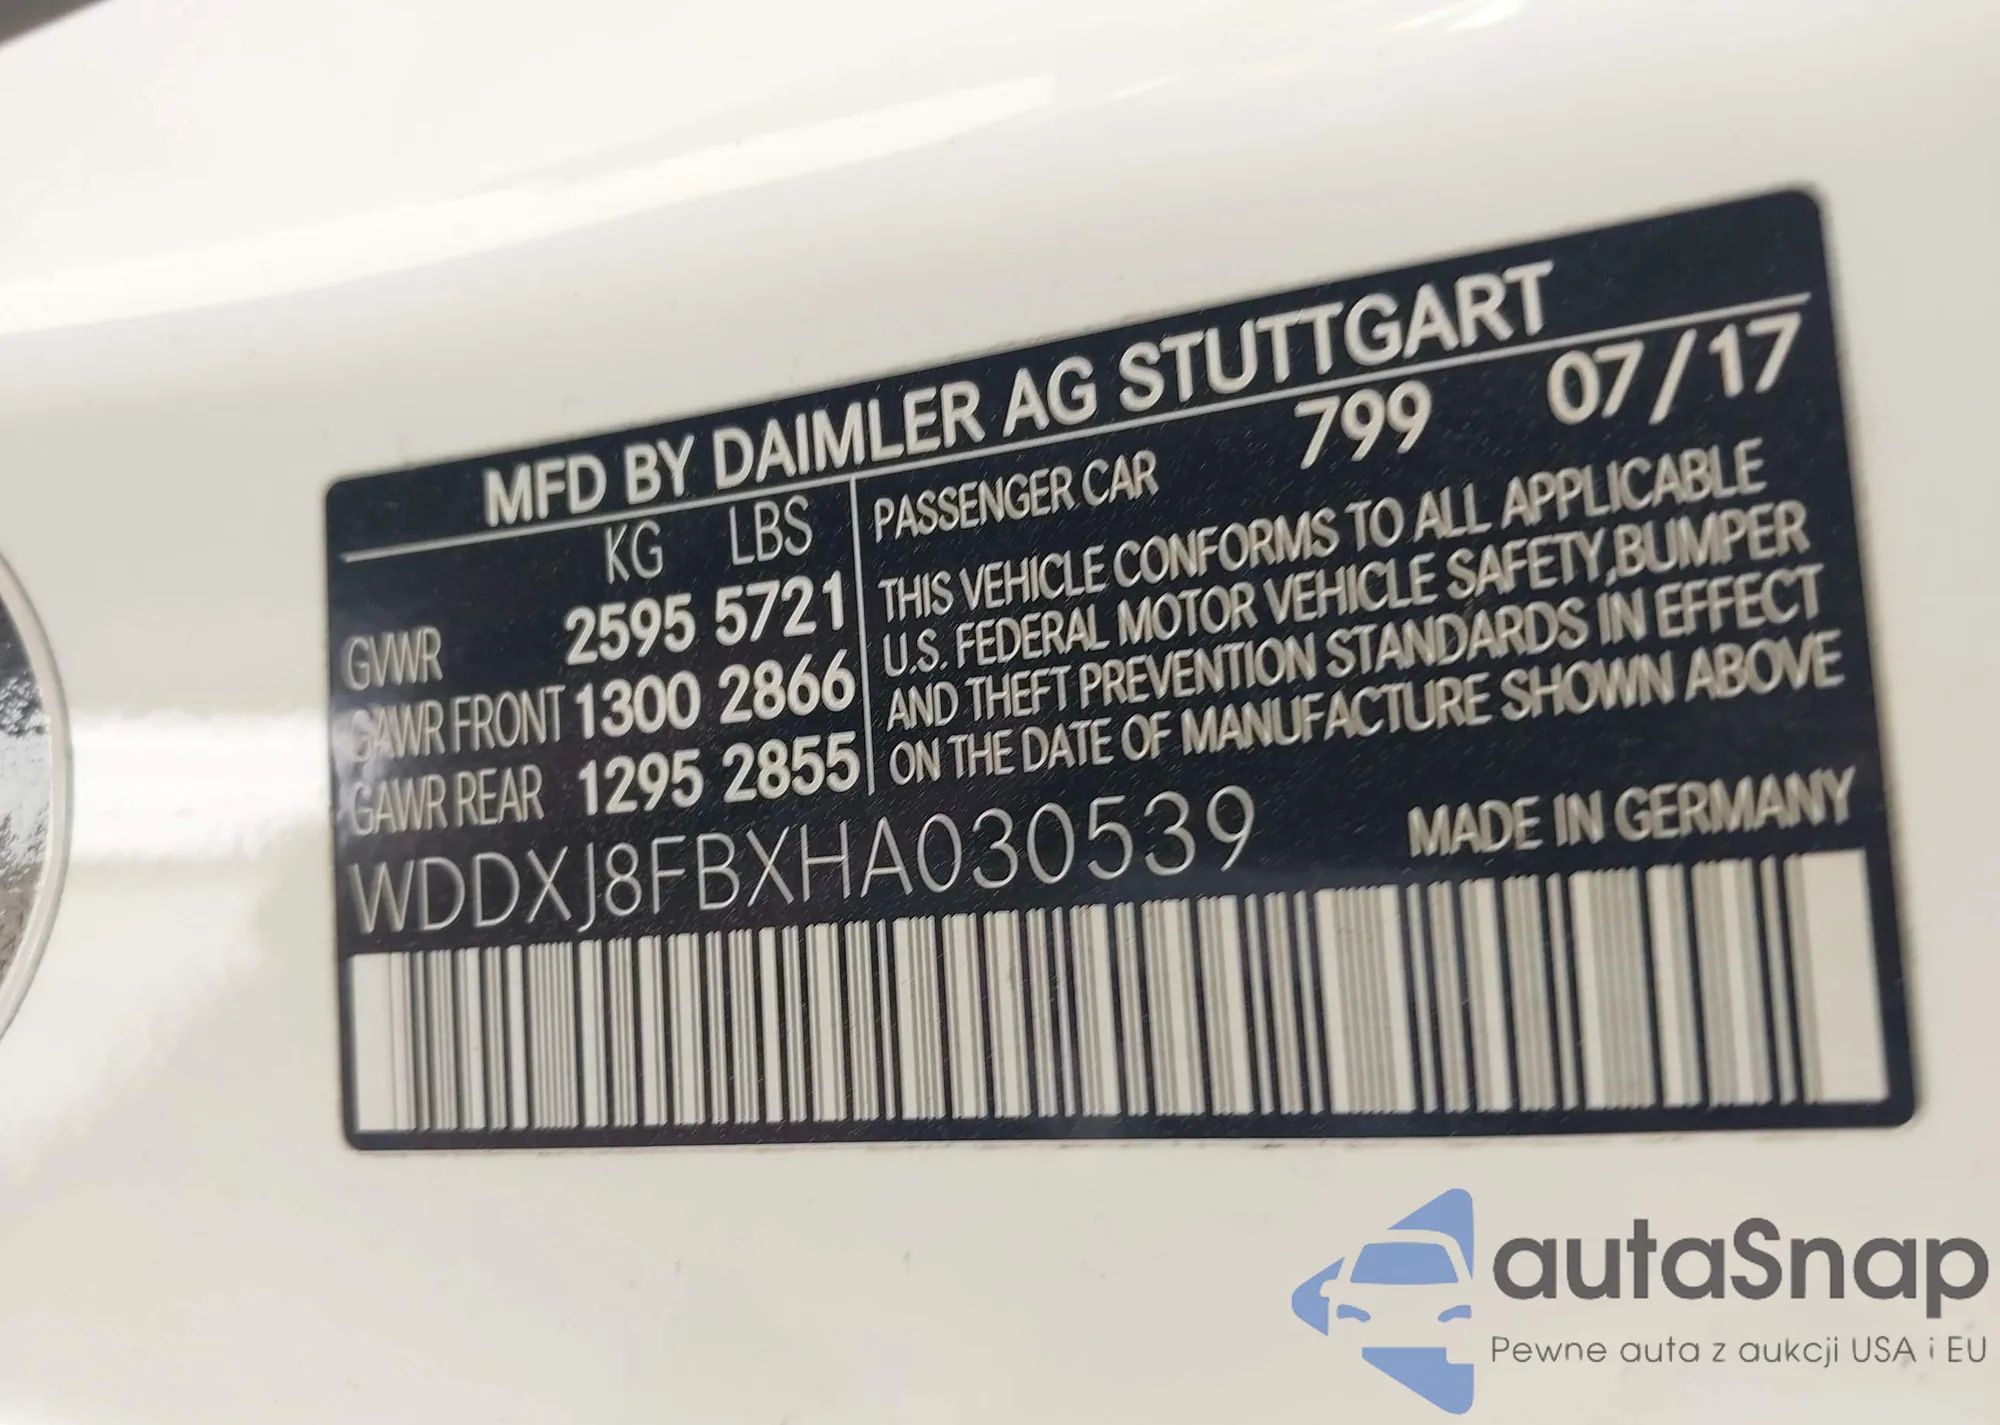 MFD BY DAIMLER AG STUTTGART
KG LBS
GVWR 2595 5721
GAWR FRONT 1300 2866
GAWR REAR 1295 2855
PASSENGER CAR 799 07/17
THIS VEHICLE CONFORMS TO ALL APPLICABLE
U.S. FEDERAL MOTOR VEHICLE SAFETY,BUMPER
AND THEFT PREVENTION STANDARDS IN EFFECT
ON THE DATE OF MANUFACTURE SHOWN ABOVE
WDDXJ8FBXHA030539
MADE IN GERMANY
autaSnap
Pewne auta z aukcji USA i EU